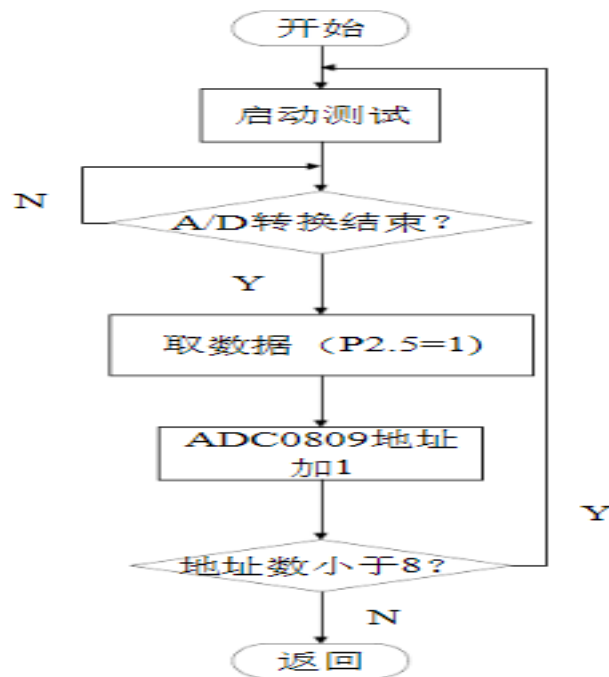 开始
启动测试
N
A/D转换结束?
Y
取数据（P2.5=1）
ADC0809地址
加1
Y
地址数小于8?
N
返回